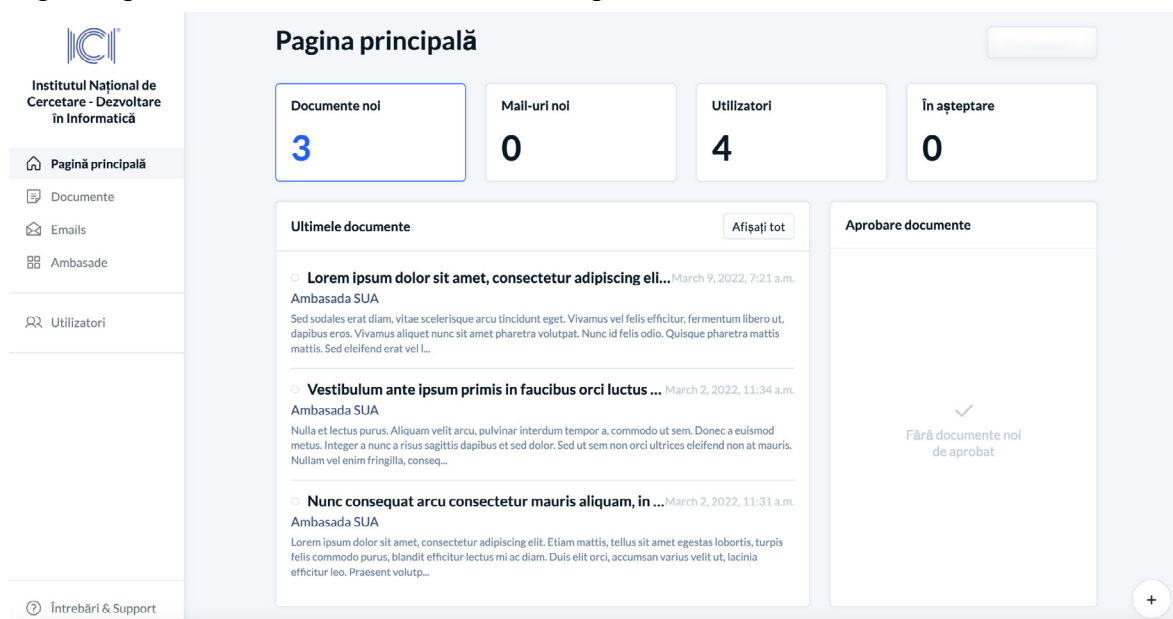 ICI
Institutul Național de
Cercetare - Dezvoltare
în Informatică
Pagină principală
Documente
Emails
Ambasade
Utilizatori
Întrebări & Support
Pagina principală
Documente noi
3
Mail-uri noi
0
Utilizatori
4
În așteptare
0
Ultimele documente
Afișați tot
Lorem ipsum dolor sit amet, consectetur adipiscing eli... March 9, 2022, 7:21 a.m.
Ambasada SUA
Sed sodales erat diam, vitae scelerisque arcu tincidunt eget. Vivamus vel felis efficitur, fermentum libero ut,
dapibus eros. Vivamus aliquet nunc sit amet pharetra volutpat. Nunc id felis odio. Quisque pharetra mattis
mattis. Sed eleifend erat vel l...
Vestibulum ante ipsum primis in faucibus orci luctus ... March 2, 2022, 11:34 a.m.
Ambasada SUA
Nulla et lectus purus. Aliquam velit arcu, pulvinar interdum tempor a, commodo ut sem. Donec a euismod
metus. Integer a nunc a risus sagittis dapibus et sed dolor. Sed ut sem non orci ultrices eleifend non at mauris.
Nullam vel enim fringilla, conseq...
Nunc consequat arcu consectetur mauris aliquam, in ... March 2, 2022, 11:31 a.m.
Ambasada SUA
Lorem ipsum dolor sit amet, consectetur adipiscing elit. Etiam mattis, tellus sit amet egestas lobortis, turpis
felis commodo purus, blandit efficitur lectus mi ac diam. Duis elit orci, accumsan varius velit ut, lacinia
efficitur leo. Praesent volutp...
Aprobare documente
Fără documente noi
de aprobat
+